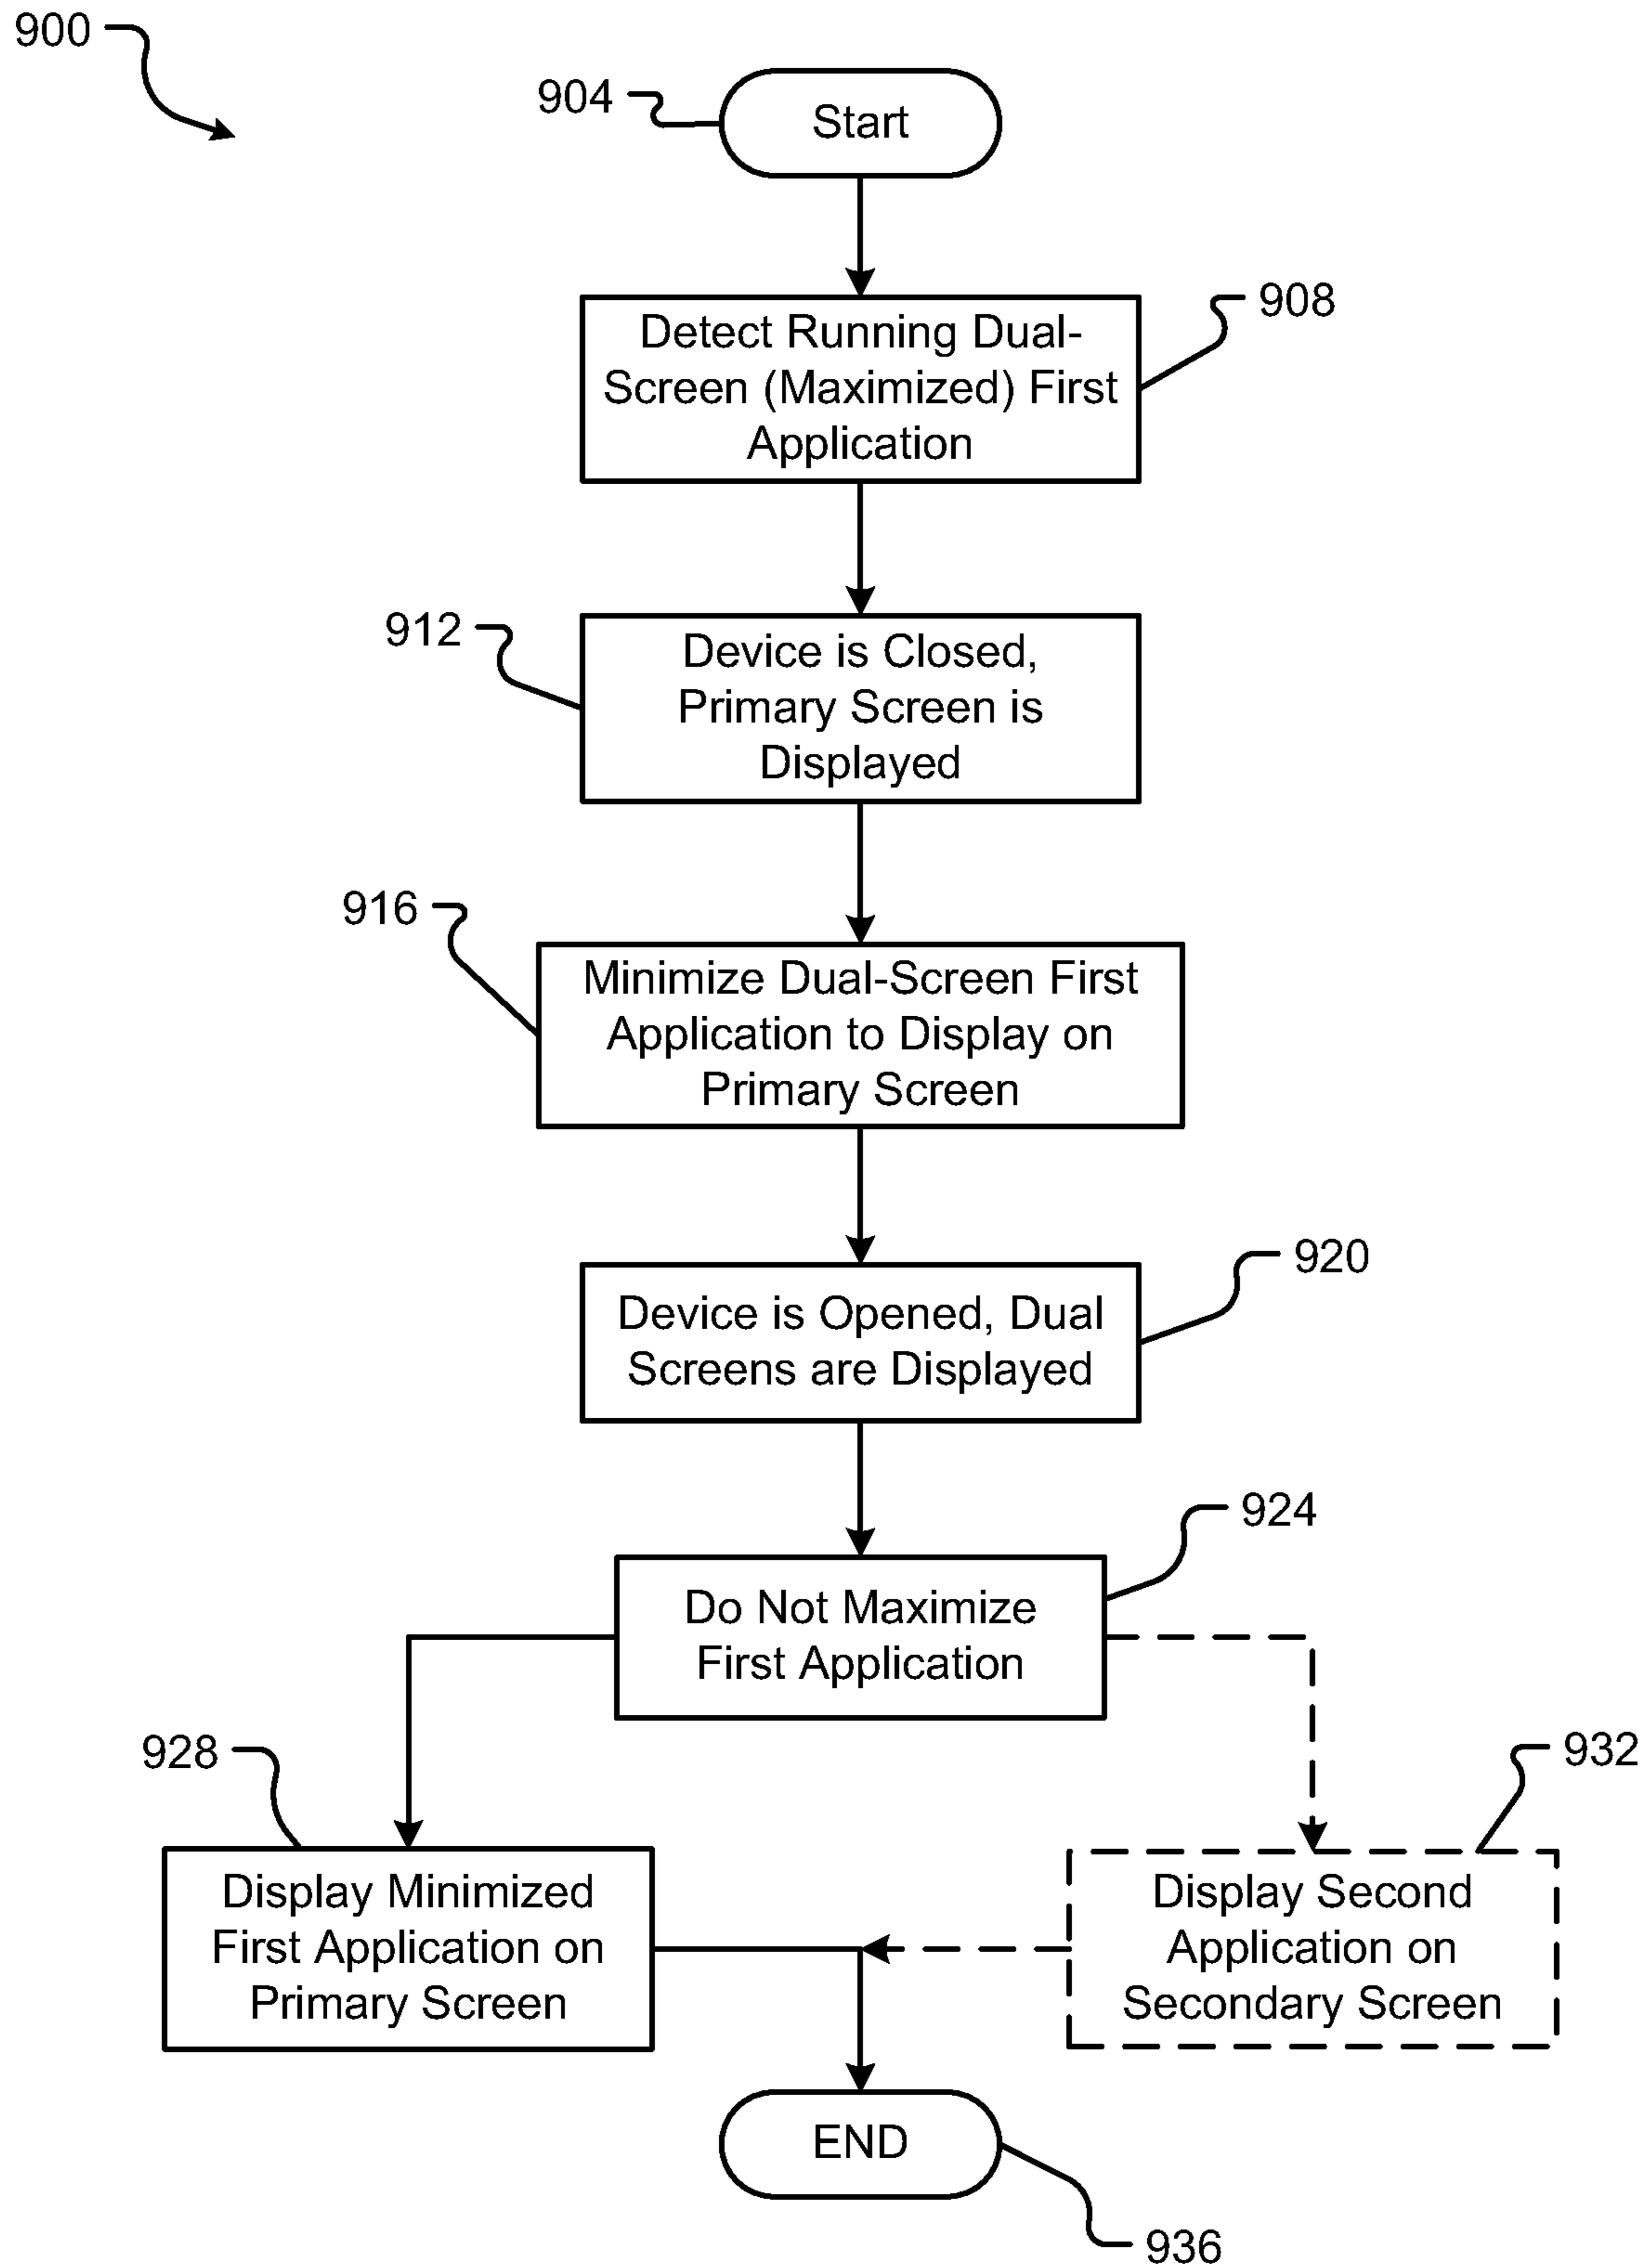 900
904
Start
908
Detect Running Dual-
Screen (Maximized) First
Application
912
Device is Closed,
Primary Screen is
Displayed
916
Minimize Dual-Screen First
Application to Display on
Primary Screen
920
Device is Opened, Dual
Screens are Displayed
924
Do Not Maximize
First Application
928
Display Minimized
First Application on
Primary Screen
932
Display Second
Application on
Secondary Screen
END
936